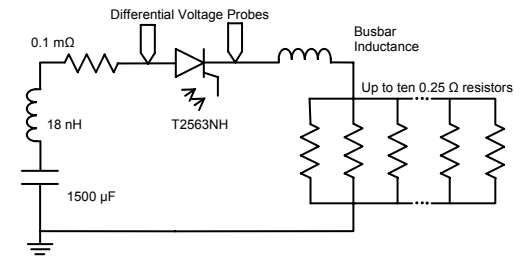 Differential Voltage Probes
0.1 mΩ
Busbar
Inductance
Up to ten 0.25 Ω resistors
18 nH
T2563NH
1500 µF